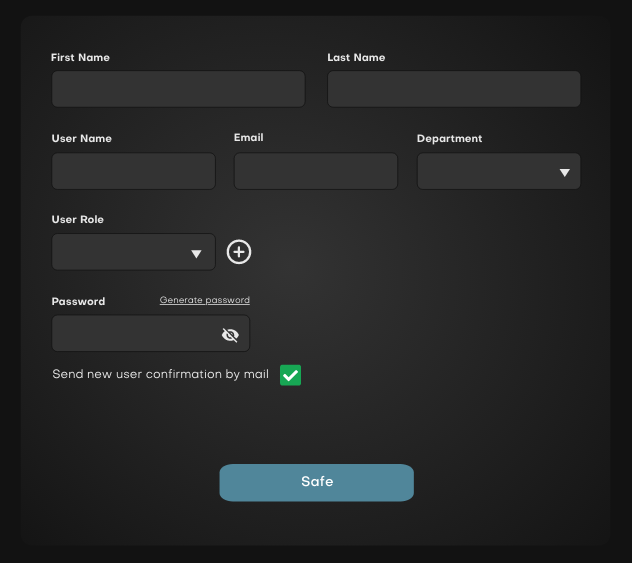 First Name
Last Name
User Name
Email
Department
User Role
Password
Generate password
Send new user confirmation by mail
Safe